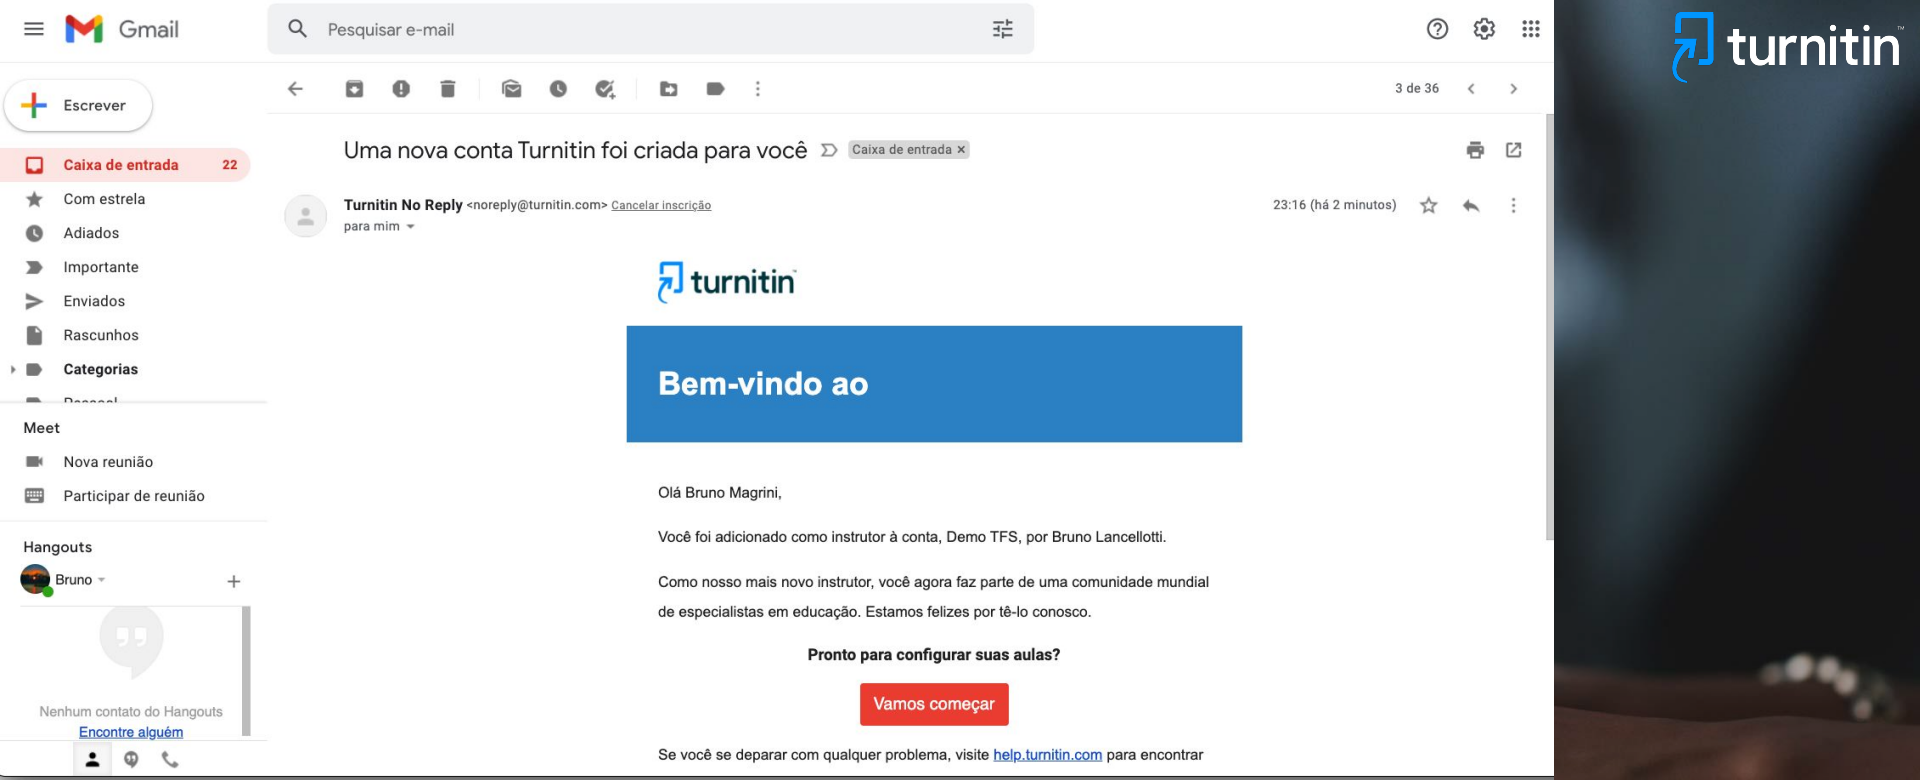 Gmail
Pesquisar e-mail
turnitin™
Escrever
3 de 36
Caixa de entrada 22
Com estrela
Adiados
Importante
Enviados
Rascunhos
Categorias
Meet
Nova reunião
Participar de reunião
Hangouts
Bruno
Nenhum contato do Hangouts
Encontre alguém
Uma nova conta Turnitin foi criada para você Caixa de entrada ×
Turnitin No Reply <noreply@turnitin.com> Cancelar inscrição
23:16 (há 2 minutos)
para mim
turnitin™
Bem-vindo ao
Olá Bruno Magrini,
Você foi adicionado como instrutor à conta, Demo TFS, por Bruno Lancellotti.
Como nosso mais novo instrutor, você agora faz parte de uma comunidade mundial
de especialistas em educação. Estamos felizes por tê-lo conosco.
Pronto para configurar suas aulas?
Vamos começar
Se você se deparar com qualquer problema, visite help.turnitin.com para encontrar